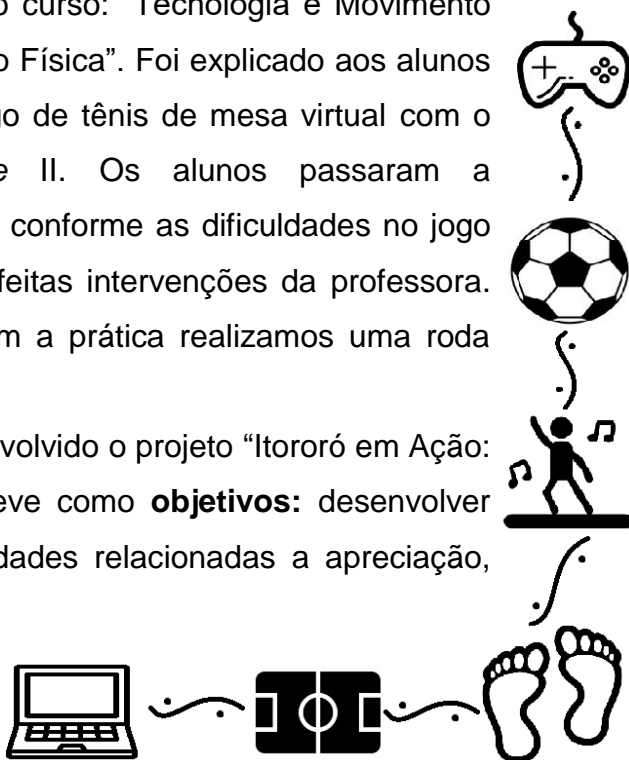 o curso: “Tecnologia e Movimento
o Física”. Foi explicado aos alunos
go de tênis de mesa virtual com o
e II. Os alunos passaram a
conforme as dificuldades no jogo
feitas intervenções da professora.
m a prática realizamos uma roda
volvido o projeto “Itororó em Ação:
eve como objetivos: desenvolver
dades relacionadas a apreciação,